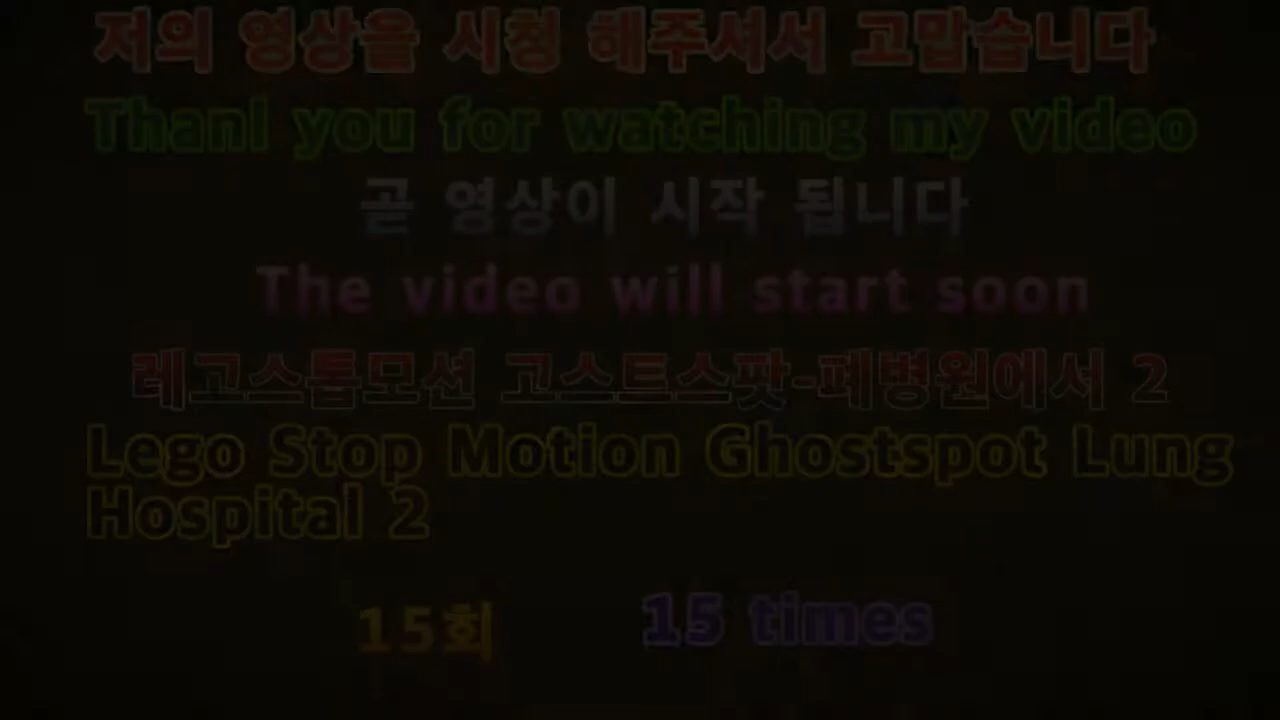 저의 영상을 시청 해주셔서 고맙습니다
Thanl you for watching my video
곧 영상이 시작 됩니다
The video will start soon
레고스톱모션 고스트스팟-폐병원에서 2
Lego Stop Motion Ghostspot Lung
Hospital 2
15회 15 times